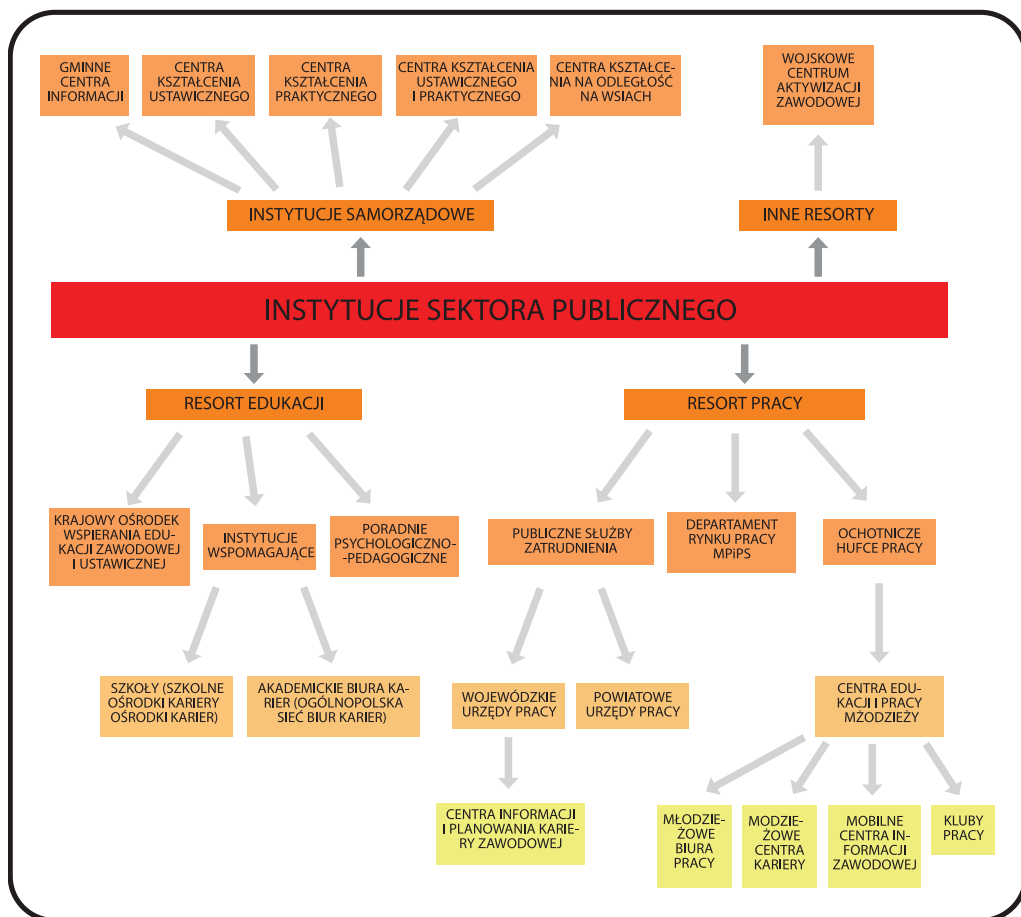 GMINNE
CENTRA
INFORMACJI
CENTRA
KSZTAŁCENIA
USTAWICZNEGO
CENTRA
KSZTAŁCENIA
PRAKTYCZNEGO
CENTRA KSZTAŁCENIA
USTAWICZNEGO
I PRAKTYCZNEGO
CENTRA KSZTAŁCE-
NIA NA ODLEGŁOŚĆ
NA WSIACH
WOJSKOWE
CENTRUM
AKTYWIZACJI
ZAWODOWEJ
INSTYTUCJE SAMORZĄDOWE
INNE RESORTY
INSTYTUCJE SEKTORA PUBLICZNEGO
RESORT EDUKACJI
RESORT PRACY
KRAJOWY OŚRODEK
WSPIERANIA EDU-
KACJI ZAWODOWEJ
I USTAWICZNEJ
INSTYTUCJE
WSPOMAGAJĄCE
PORADNIE
PSYCHOLOGICZNO-
-PEDAGOGICZNE
PUBLICZNE SŁUŻBY
ZATRUDNIENIA
DEPARTAMENT
RYNKU PRACY
MPiPS
OCHOTNICZE
HUFCE PRACY
SZKOŁY (SZKOLNE
OŚRODKI KARIERY
OŚRODKI KARIER)
AKADEMICKIE BIURA KA-
RIER (OGÓLNOPOLSKA
SIEĆ BIUR KARIER)
WOJEWÓDZKIE
URZĘDY PRACY
POWIATOWE
URZĘDY PRACY
CENTRA EDU-
KACJI I PRACY
MŻODZIEŻY
CENTRA INFORMACJI
I PLANOWANIA KARIE-
RY ZAWODOWEJ
MŁODZIE-
ŻOWE
BIURA
PRACY
MODZIE-
ŻOWE
CENTRA
KARIERY
MOBILNE
CENTRA IN-
FORMACJI
ZAWODOWEJ
KLUBY
PRACY